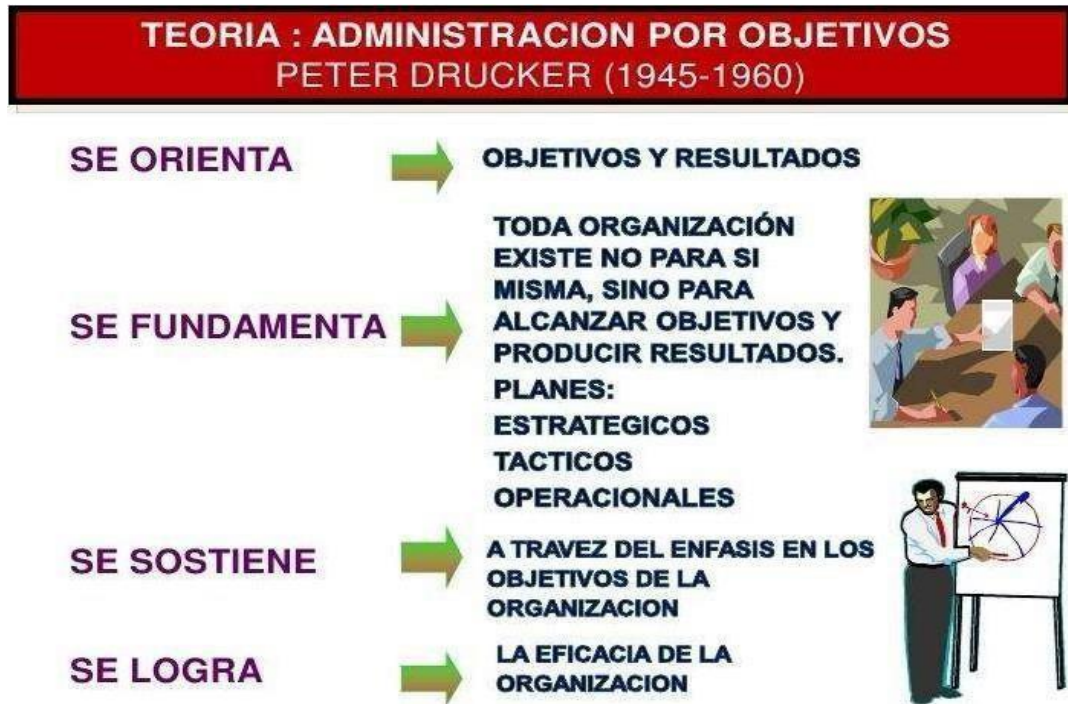 TEORIA : ADMINISTRACION POR OBJETIVOS
PETER DRUCKER (1945-1960)
SE ORIENTA
OBJETIVOS Y RESULTADOS
SE FUNDAMENTA
TODA ORGANIZACIÓN
EXISTE NO PARA SI
MISMA, SINO PARA
ALCANZAR OBJETIVOS Y
PRODUCIR RESULTADOS.
PLANES:
ESTRATEGICOS
TACTICOS
OPERACIONALES
SE SOSTIENE
A TRAVEZ DEL ENFASIS EN LOS
OBJETIVOS DE LA
ORGANIZACION
SE LOGRA
LA EFICACIA DE LA
ORGANIZACION